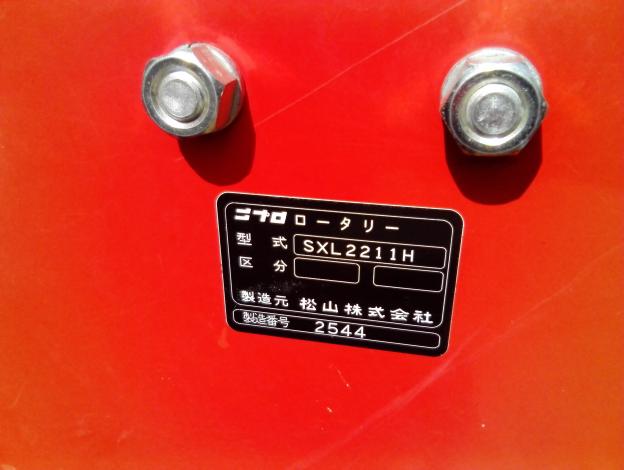 ニプロ ロータリー
型式 SXL2211H
区分
製造元 松山株式会社
製造番号 2544